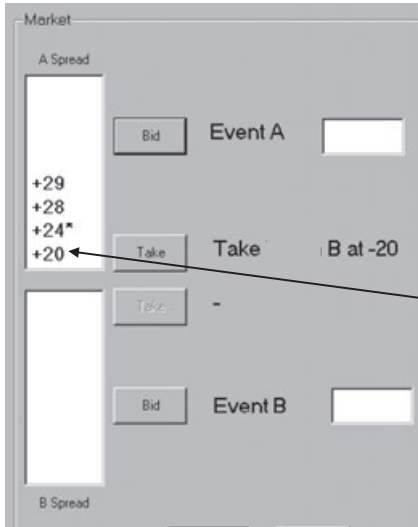 Market
A Spread
Bid Event A
+29
+28
+24*
+20 Take Take B at -20
Take -
Bid Event B
B Spread